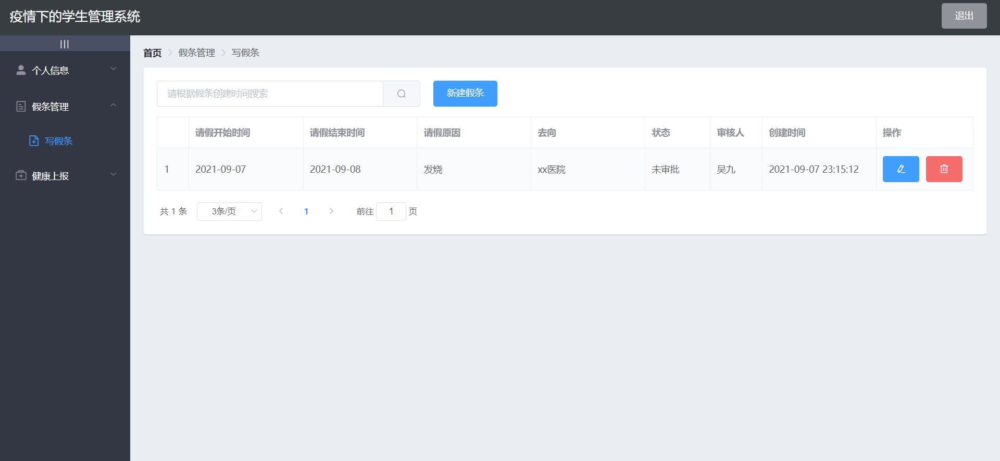 疫情下的学生管理系统
退出
|||
个人信息
假条管理
写假条
健康上报
首页 > 假条管理 > 写假条
请根据假条创建时间搜索
新建假条
请假开始时间 请假结束时间 请假原因 去向 状态 审核人 创建时间 操作
1 2021-09-07 2021-09-08 发烧 xx医院 未审批 吴九 2021-09-07 23:15:12
共 1 条 3条/页 1 前往 1 页